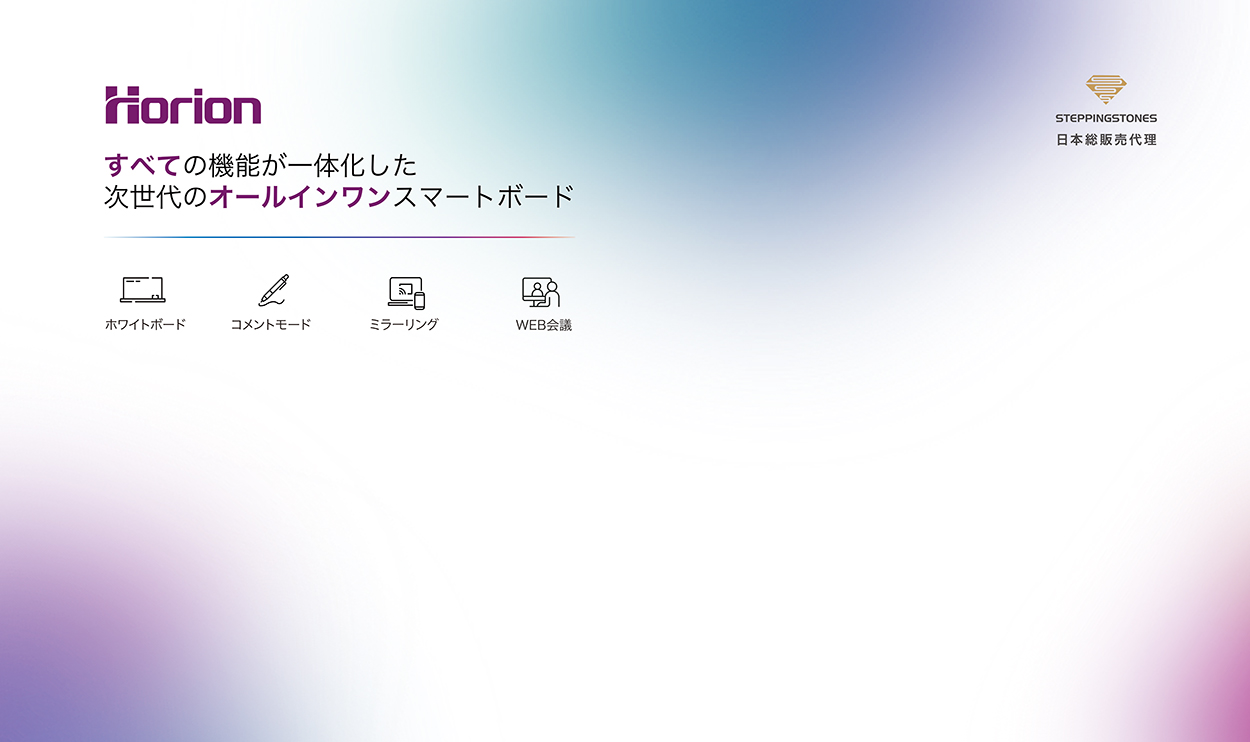 Horion
すべての機能が一体化した
次世代のオールインワンスマートボード
ホワイトボード
コメントモード
ミラーリング
WEB会議
STEPPINGSTONES
日本総販売代理